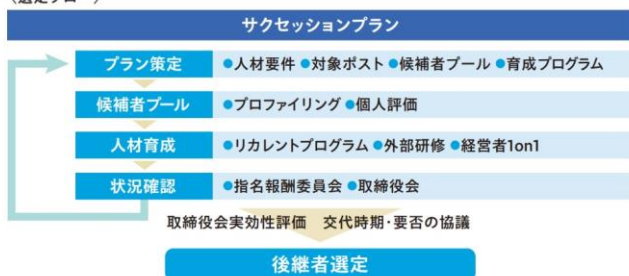 〈選定フロー〉
サクセッションプラン
プラン策定 ●人材要件 ●対象ポスト ●候補者プール ●育成プログラム
候補者プール ●プロファイリング ●個人評価
人材育成 ●リカレントプログラム ●外部研修 ●経営者1on1
状況確認 ●指名報酬委員会 ●取締役会
取締役会実効性評価 交代時期・要否の協議
後継者選定